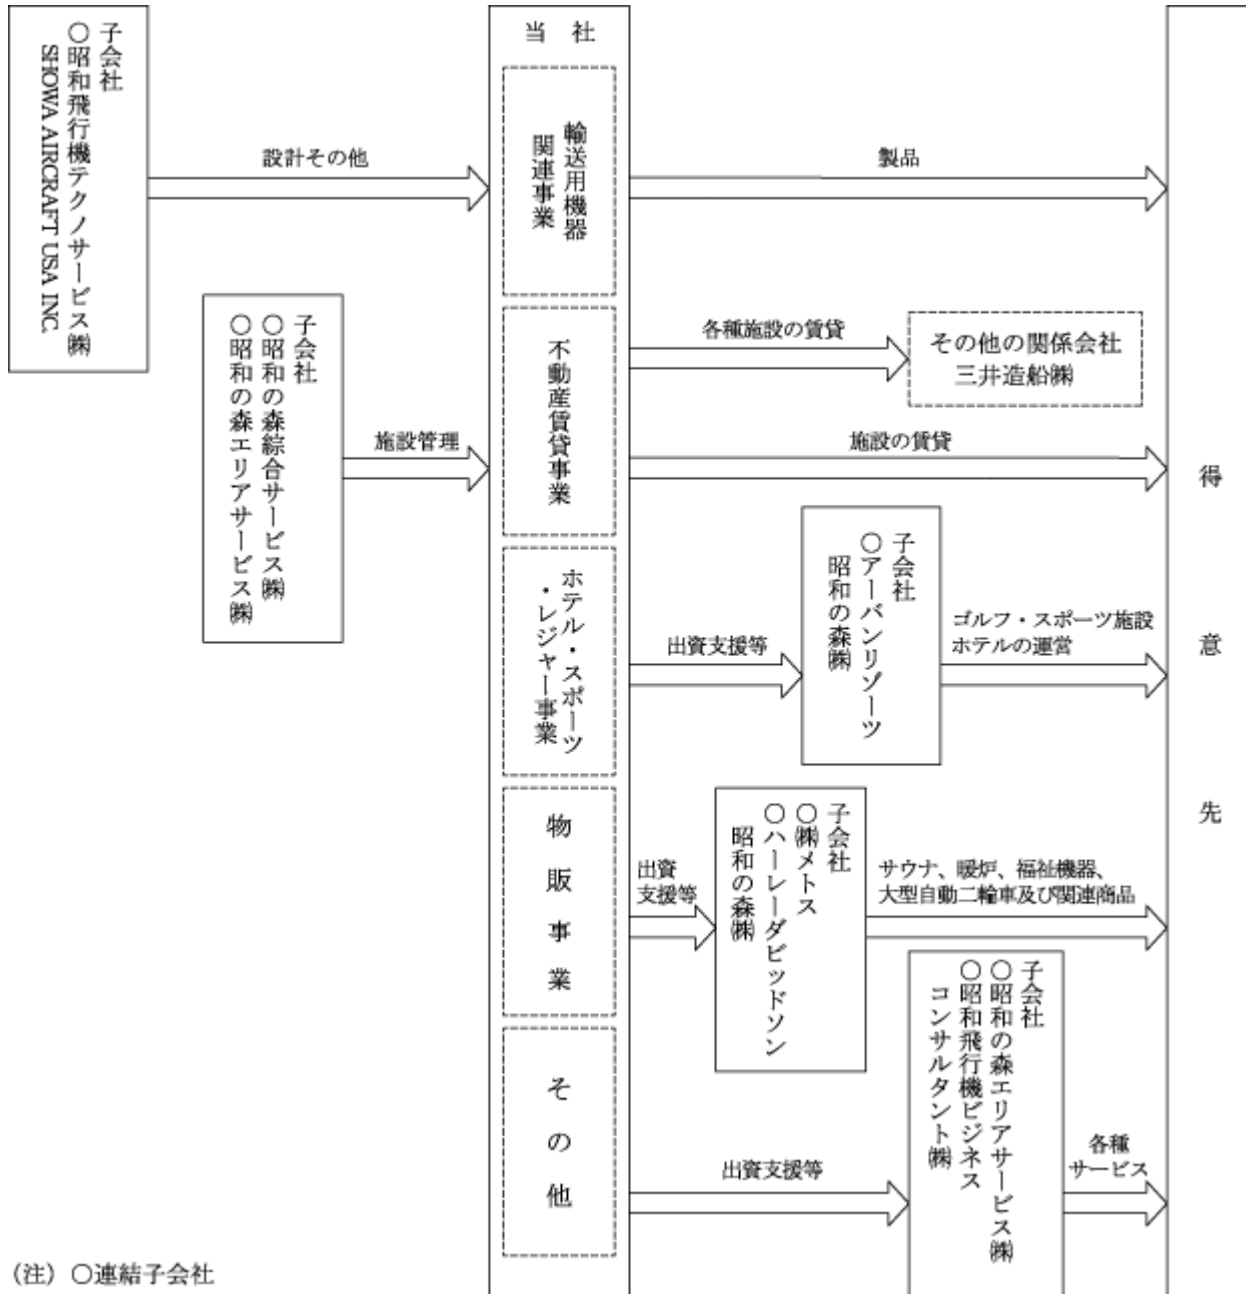 子会社
○昭和飛行機テクノサービス㈱
SHOWA AIRCRAFT USA INC.
設計その他
子会社
○昭和の森綜合サービス㈱
○昭和の森エリアサービス㈱
施設管理
当社
輸送用機器
関連事業
製品
不動産賃貸事業
各種施設の賃貸
その他の関係会社
三井造船㈱
施設の賃貸
ホテル・スポーツ
・レジャー事業
出資支援等
子会社
○アーバンリゾーツ
昭和の森㈱
ゴルフ・スポーツ施設
ホテルの運営
物販事業
出資
支援等
子会社
○㈱メトス
○ハーレーダビッドソン
昭和の森㈱
サウナ、暖炉、福祉機器、
大型自動二輪車及び関連商品
その他
出資支援等
子会社
○昭和の森エリアサービス㈱
○昭和飛行機ビジネス
コンサルタント㈱
各種
サービス
得意先
(注) ○連結子会社